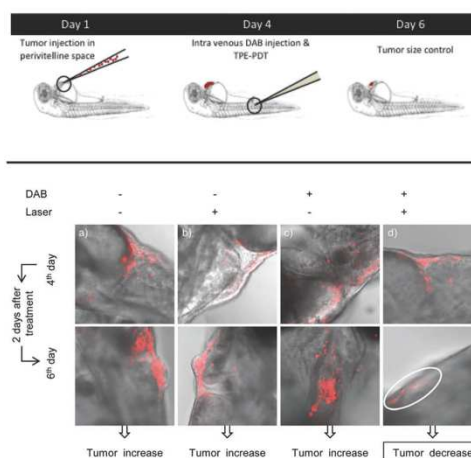 Day 1
Day 4
Day 6
Tumor injection in
perivitelline space
Intra venous DAB injection &
TPE-PDT
Tumor size control
DAB - - + +
Laser - + - +
a) b) c) d)
4th day
2 days after
treatment
6th day
Tumor increase Tumor increase Tumor increase Tumor decrease